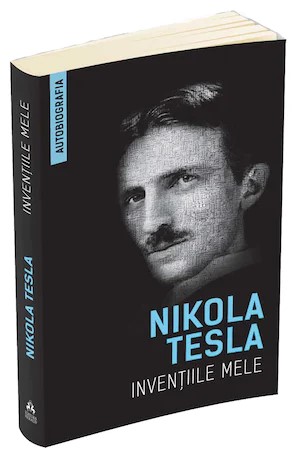 AUTOBIOGRAFIA
NIKOLA
TESLA
INVENȚIILE MELE
NIKOLA TESLA
INVENȚIILE MELE